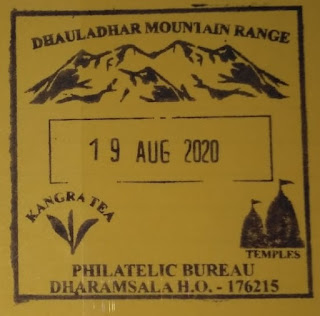 DHAULADHAR MOUNTAIN RANGE
19 AUG 2020
KANGRA TEA
TEMPLES
PHILATELIC BUREAU
DHARAMSALA H.O. - 176215